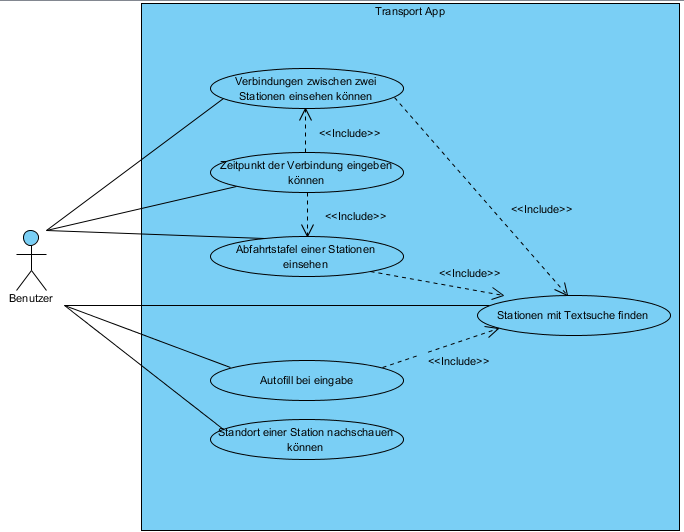 Transport App
Verbindungen zwischen zwei
Stationen einsehen können
<<Include>>
Zeitpunkt der Verbindung eingeben
können
<<Include>>
<<Include>>
Abfahrtstafel einer Stationen
einsehen
<<Include>>
Benutzer
Stationen mit Textsuche finden
<<Include>>
Autofill bei eingabe
Standort einer Station nachschauen
können